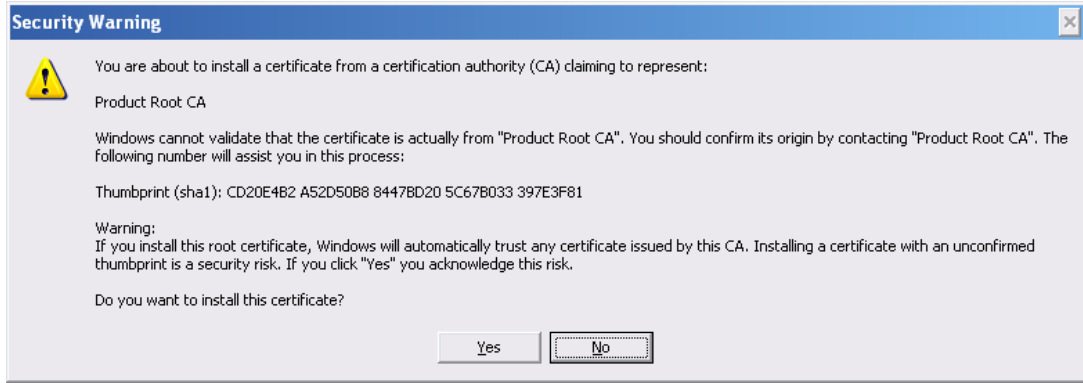 Security Warning
You are about to install a certificate from a certification authority (CA) claiming to represent:
Product Root CA
Windows cannot validate that the certificate is actually from "Product Root CA". You should confirm its origin by contacting "Product Root CA". The
following number will assist you in this process:
Thumbprint (sha1): CD20E4B2 A52D50B8 8447BD20 5C67B033 397E3F81
Warning:
If you install this root certificate, Windows will automatically trust any certificate issued by this CA. Installing a certificate with an unconfirmed
thumbprint is a security risk. If you click "Yes" you acknowledge this risk.
Do you want to install this certificate?
Yes
No